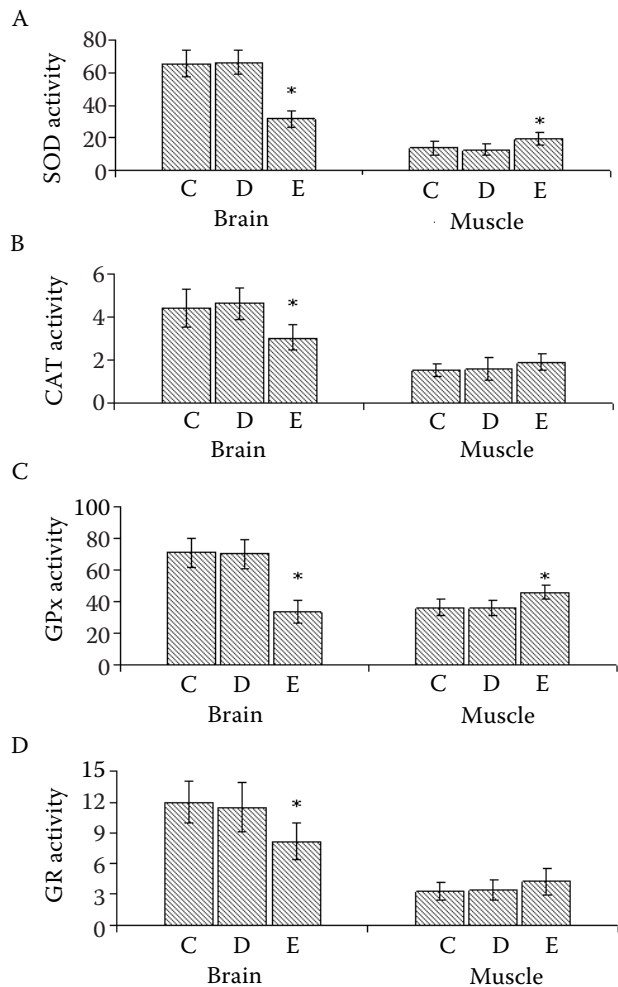 A
80
60
40
20
0
SOD activity
*
*
C D E C D E
Brain Muscle
B
6
4
2
0
CAT activity
*
C D E C D E
Brain Muscle
C
100
80
60
40
20
0
GPx activity
*
*
C D E C D E
Brain Muscle
D
15
12
9
6
3
0
GR activity
*
C D E C D E
Brain Muscle